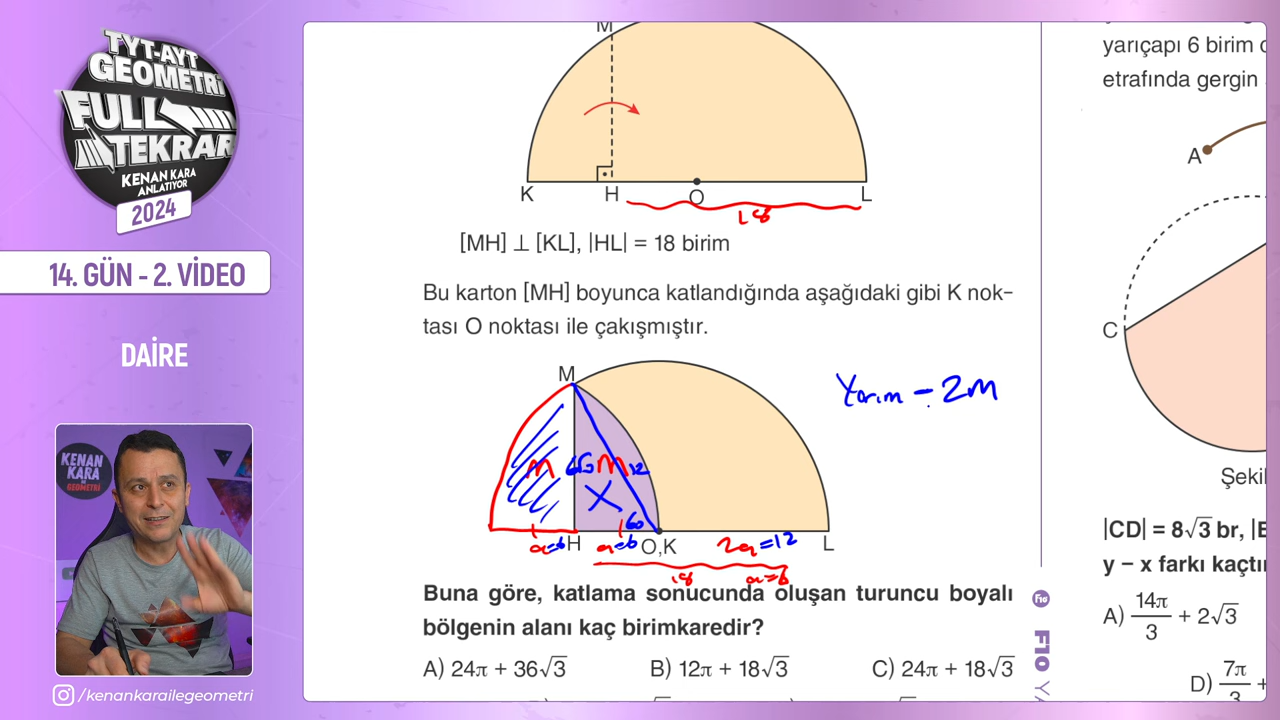 TYT-AYT
GEOMETRİ
FULL
TEKRAR
KENAN KARA
ANLATIYOR
2024
14. GÜN - 2. VİDEO
DAİRE
KENAN
KARA
/kenankarailegeometri
M
K
H
O
L
18
[MH] ⊥ [KL], |HL| = 18 birim
Bu karton [MH] boyunca katlandığında aşağıdaki gibi K nok-
tası O noktası ile çakışmıştır.
M
Yarım - 2M
m
6√3
m
12
X
60
a=6
H
a=6
O,K
2a=12
L
18
a=6
Buna göre, katlama sonucunda oluşan turuncu boyalı
bölgenin alanı kaç birimkaredir?
A) 24π + 36√3
B) 12π + 18√3
C) 24π + 18√3
F10
F10
yarıçapı 6 birim
etrafında gergin
A
C
Şekil
|CD| = 8√3 br,
y − x farkı kaçtı
A) 14π/3 + 2√3
D) 7π/3 +